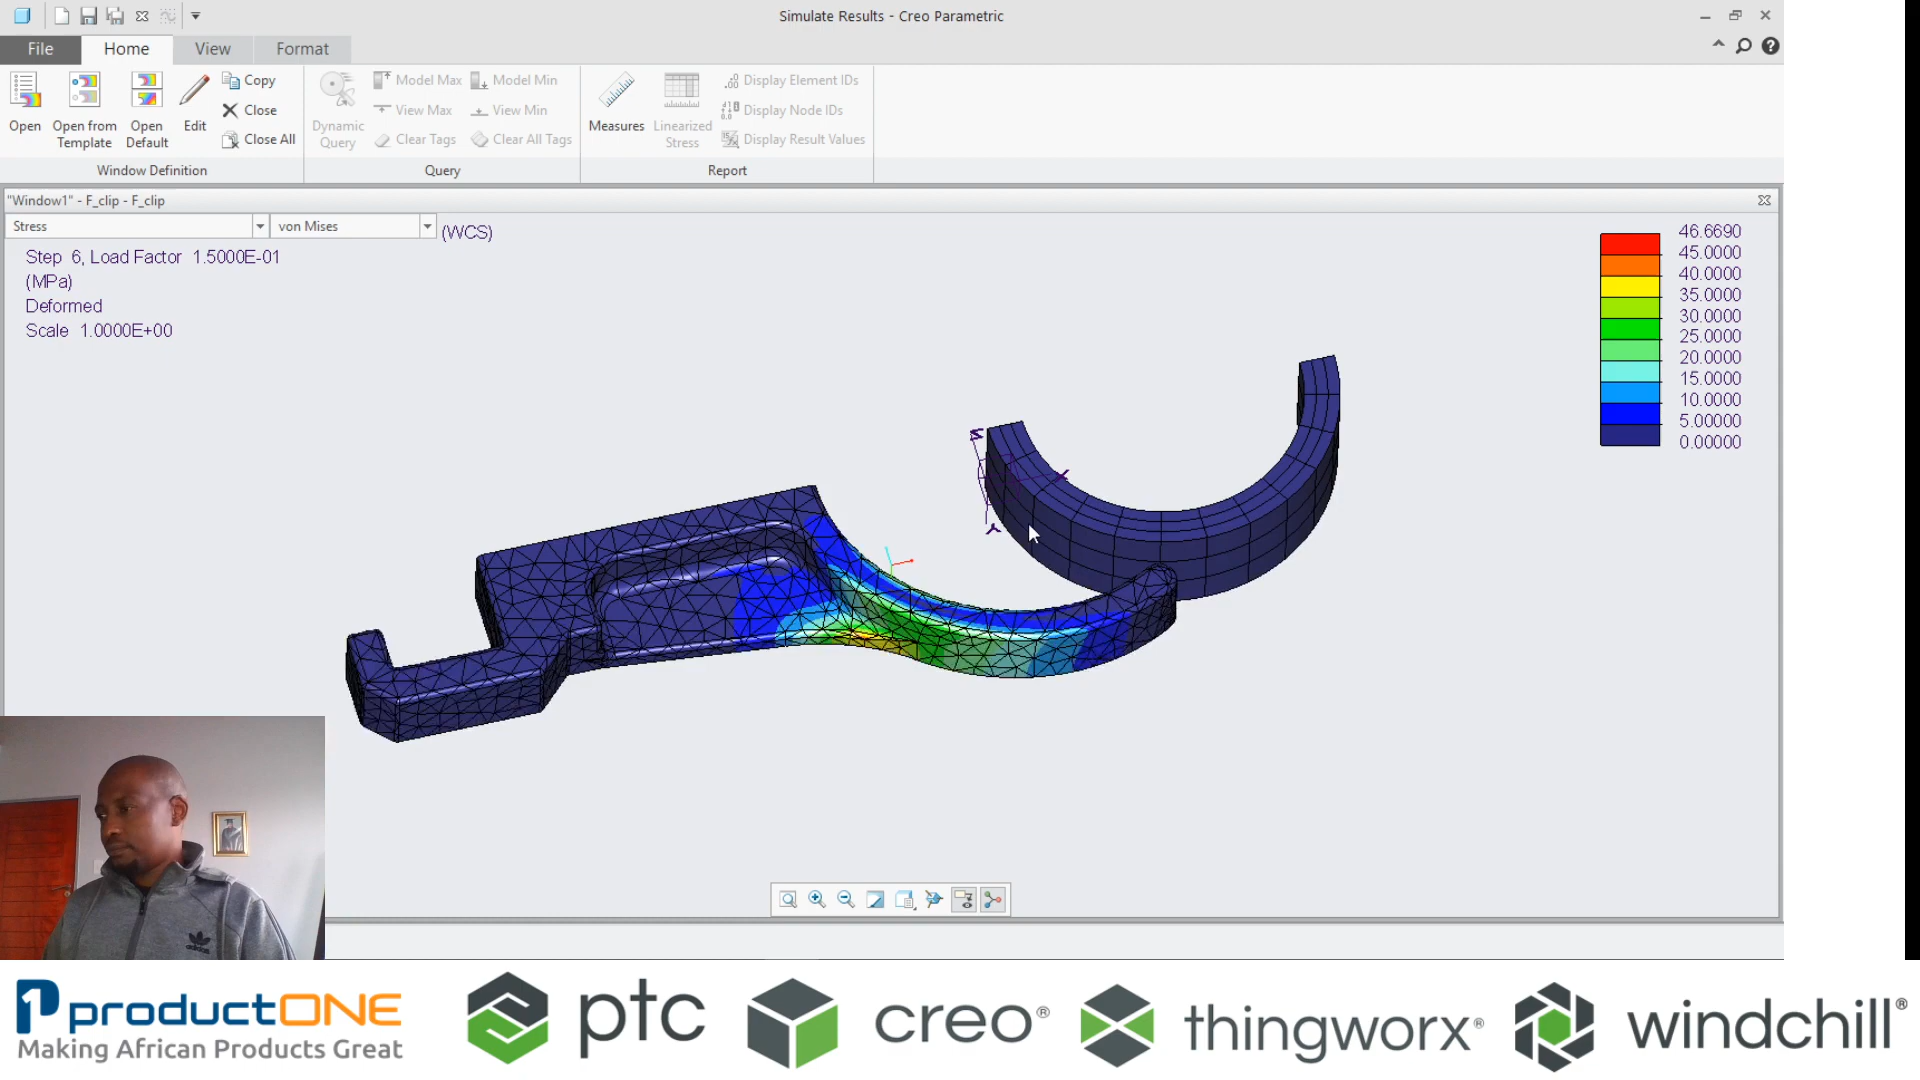 Simulate Results - Creo Parametric
File
Home
View
Format
Open
Open from
Template
Open
Default
Edit
Copy
Close
Close All
Window Definition
Dynamic
Query
Model Max
Model Min
View Max
View Min
Clear Tags
Clear All Tags
Query
Measures
Linearized
Stress
Display Element IDs
Display Node IDs
Display Result Values
Report
"Window1" - F_clip - F_clip
Stress
von Mises
(WCS)
Step 6, Load Factor 1.5000E-01
(MPa)
Deformed
Scale 1.0000E+00
46.6690
45.0000
40.0000
35.0000
30.0000
25.0000
20.0000
15.0000
10.0000
5.00000
0.00000
X
Y
Z
adidas
productONE
Making African Products Great
ptc
creo®
thingworx®
windchill®